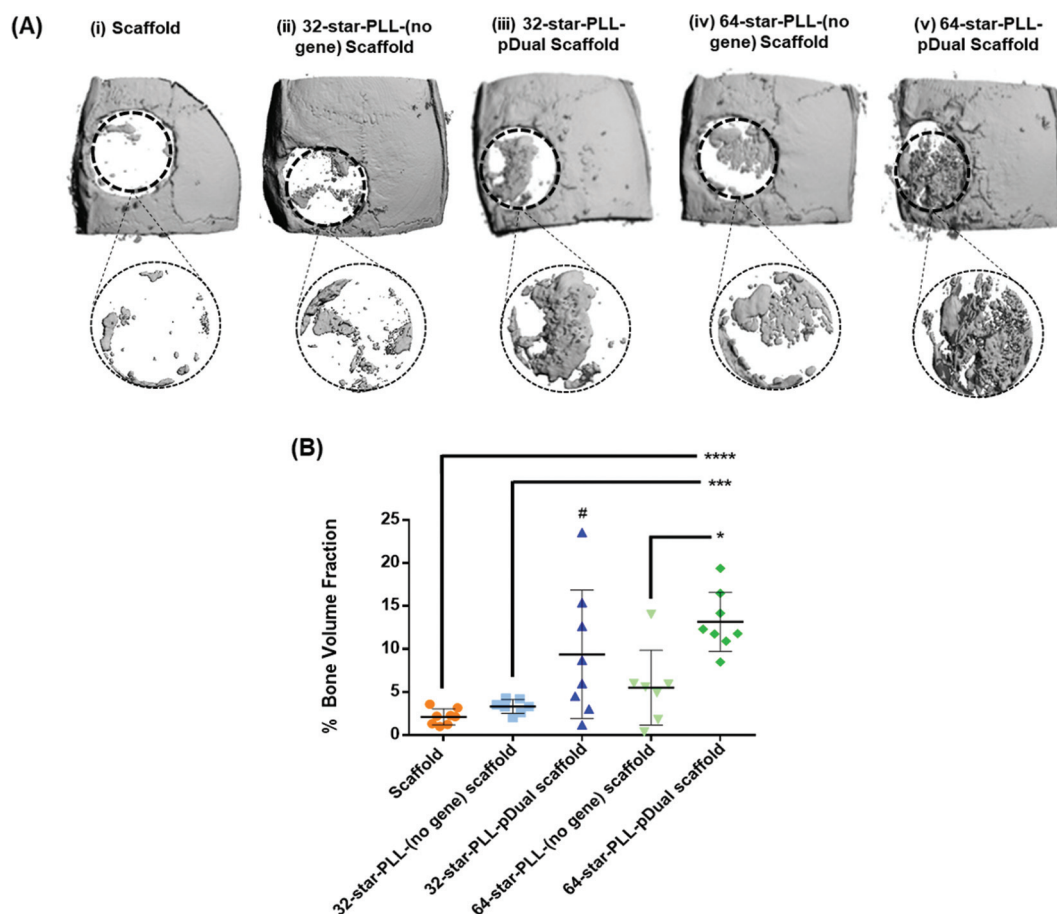 (A)
(i) Scaffold
(ii) 32-star-PLL-(no
gene) Scaffold
(iii) 32-star-PLL-
pDual Scaffold
(iv) 64-star-PLL-(no
gene) Scaffold
(v) 64-star-PLL-
pDual Scaffold
(B)
****
***
#
*
% Bone Volume Fraction
25
20
15
10
5
0
Scaffold
32-star-PLL-(no gene) scaffold
32-star-PLL-pDual scaffold
64-star-PLL-(no gene) scaffold
64-star-PLL-pDual scaffold